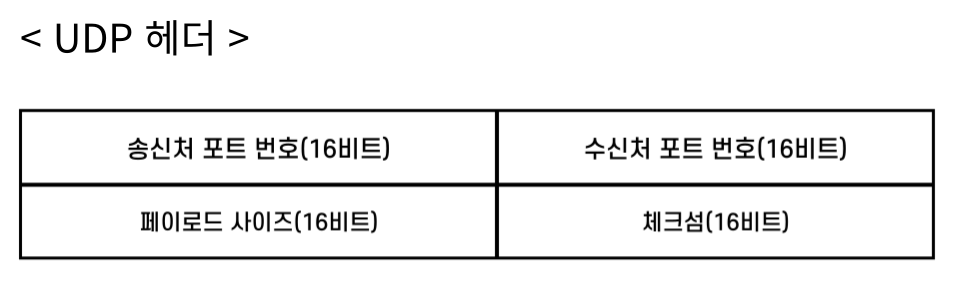 < UDP 헤더 >
송신처 포트 번호(16비트)
수신처 포트 번호(16비트)
페이로드 사이즈(16비트)
체크섬(16비트)